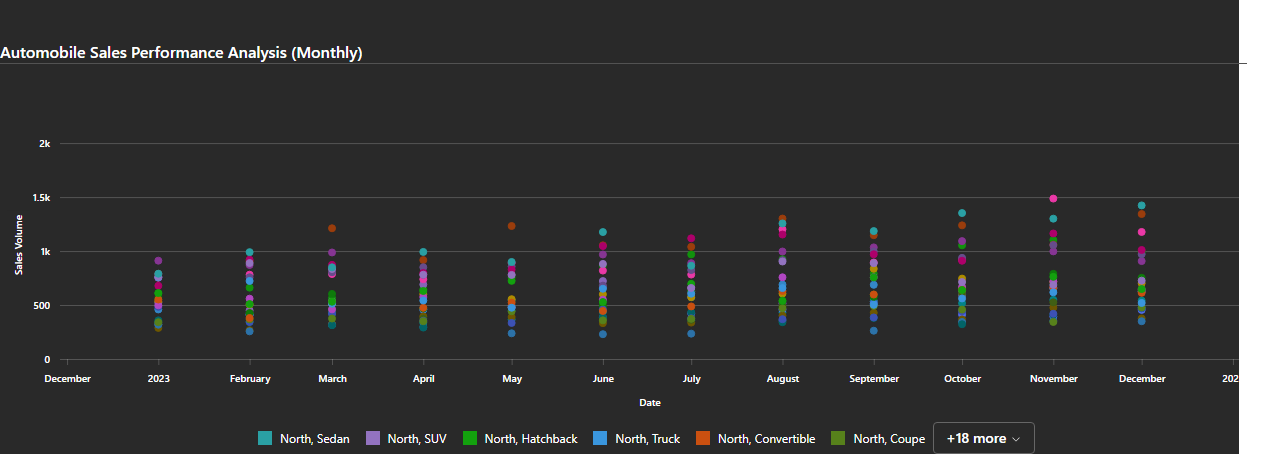 Automobile Sales Performance Analysis (Monthly)
2k
1.5k
1k
500
0
Sales Volume
December 2023 February March April May June July August September October November December 202
Date
North, Sedan North, SUV North, Hatchback North, Truck North, Convertible North, Coupe +18 more